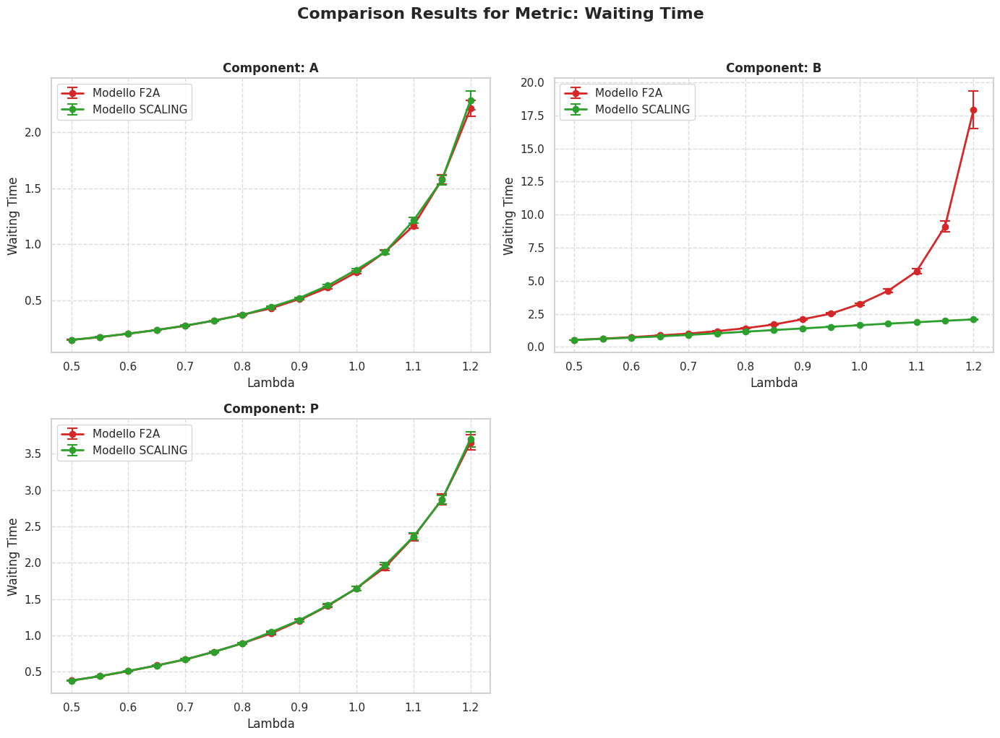 Comparison Results for Metric: Waiting Time
Component: A
Modello F2A
Modello SCALING
2.0
1.5
1.0
0.5
Waiting Time
0.5 0.6 0.7 0.8 0.9 1.0 1.1 1.2
Lambda
Component: B
Modello F2A
Modello SCALING
20.0
17.5
15.0
12.5
10.0
7.5
5.0
2.5
0.0
Waiting Time
0.5 0.6 0.7 0.8 0.9 1.0 1.1 1.2
Lambda
Component: P
Modello F2A
Modello SCALING
3.5
3.0
2.5
2.0
1.5
1.0
0.5
Waiting Time
0.5 0.6 0.7 0.8 0.9 1.0 1.1 1.2
Lambda